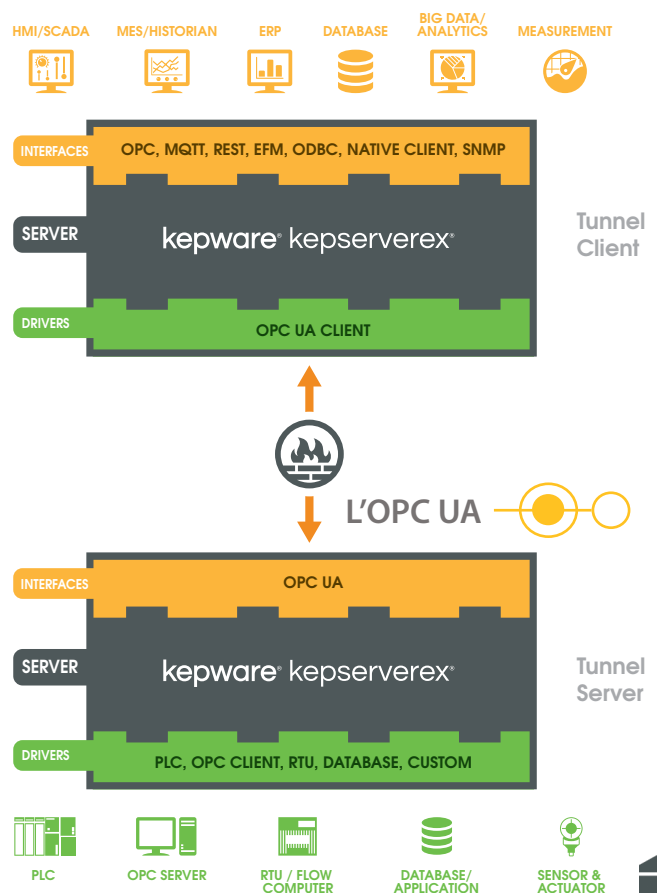 HMI/SCADA
MES/HISTORIAN
ERP
DATABASE
BIG DATA/
ANALYTICS
MEASUREMENT
INTERFACES
OPC, MQTT, REST, EFM, ODBC, NATIVE CLIENT, SNMP
SERVER
kepware® kepserverex®
Tunnel
Client
DRIVERS
OPC UA CLIENT
L'OPC UA
INTERFACES
OPC UA
SERVER
kepware® kepserverex®
Tunnel
Server
DRIVERS
PLC, OPC CLIENT, RTU, DATABASE, CUSTOM
PLC
OPC SERVER
RTU / FLOW
COMPUTER
DATABASE/
APPLICATION
SENSOR &
ACTUATOR